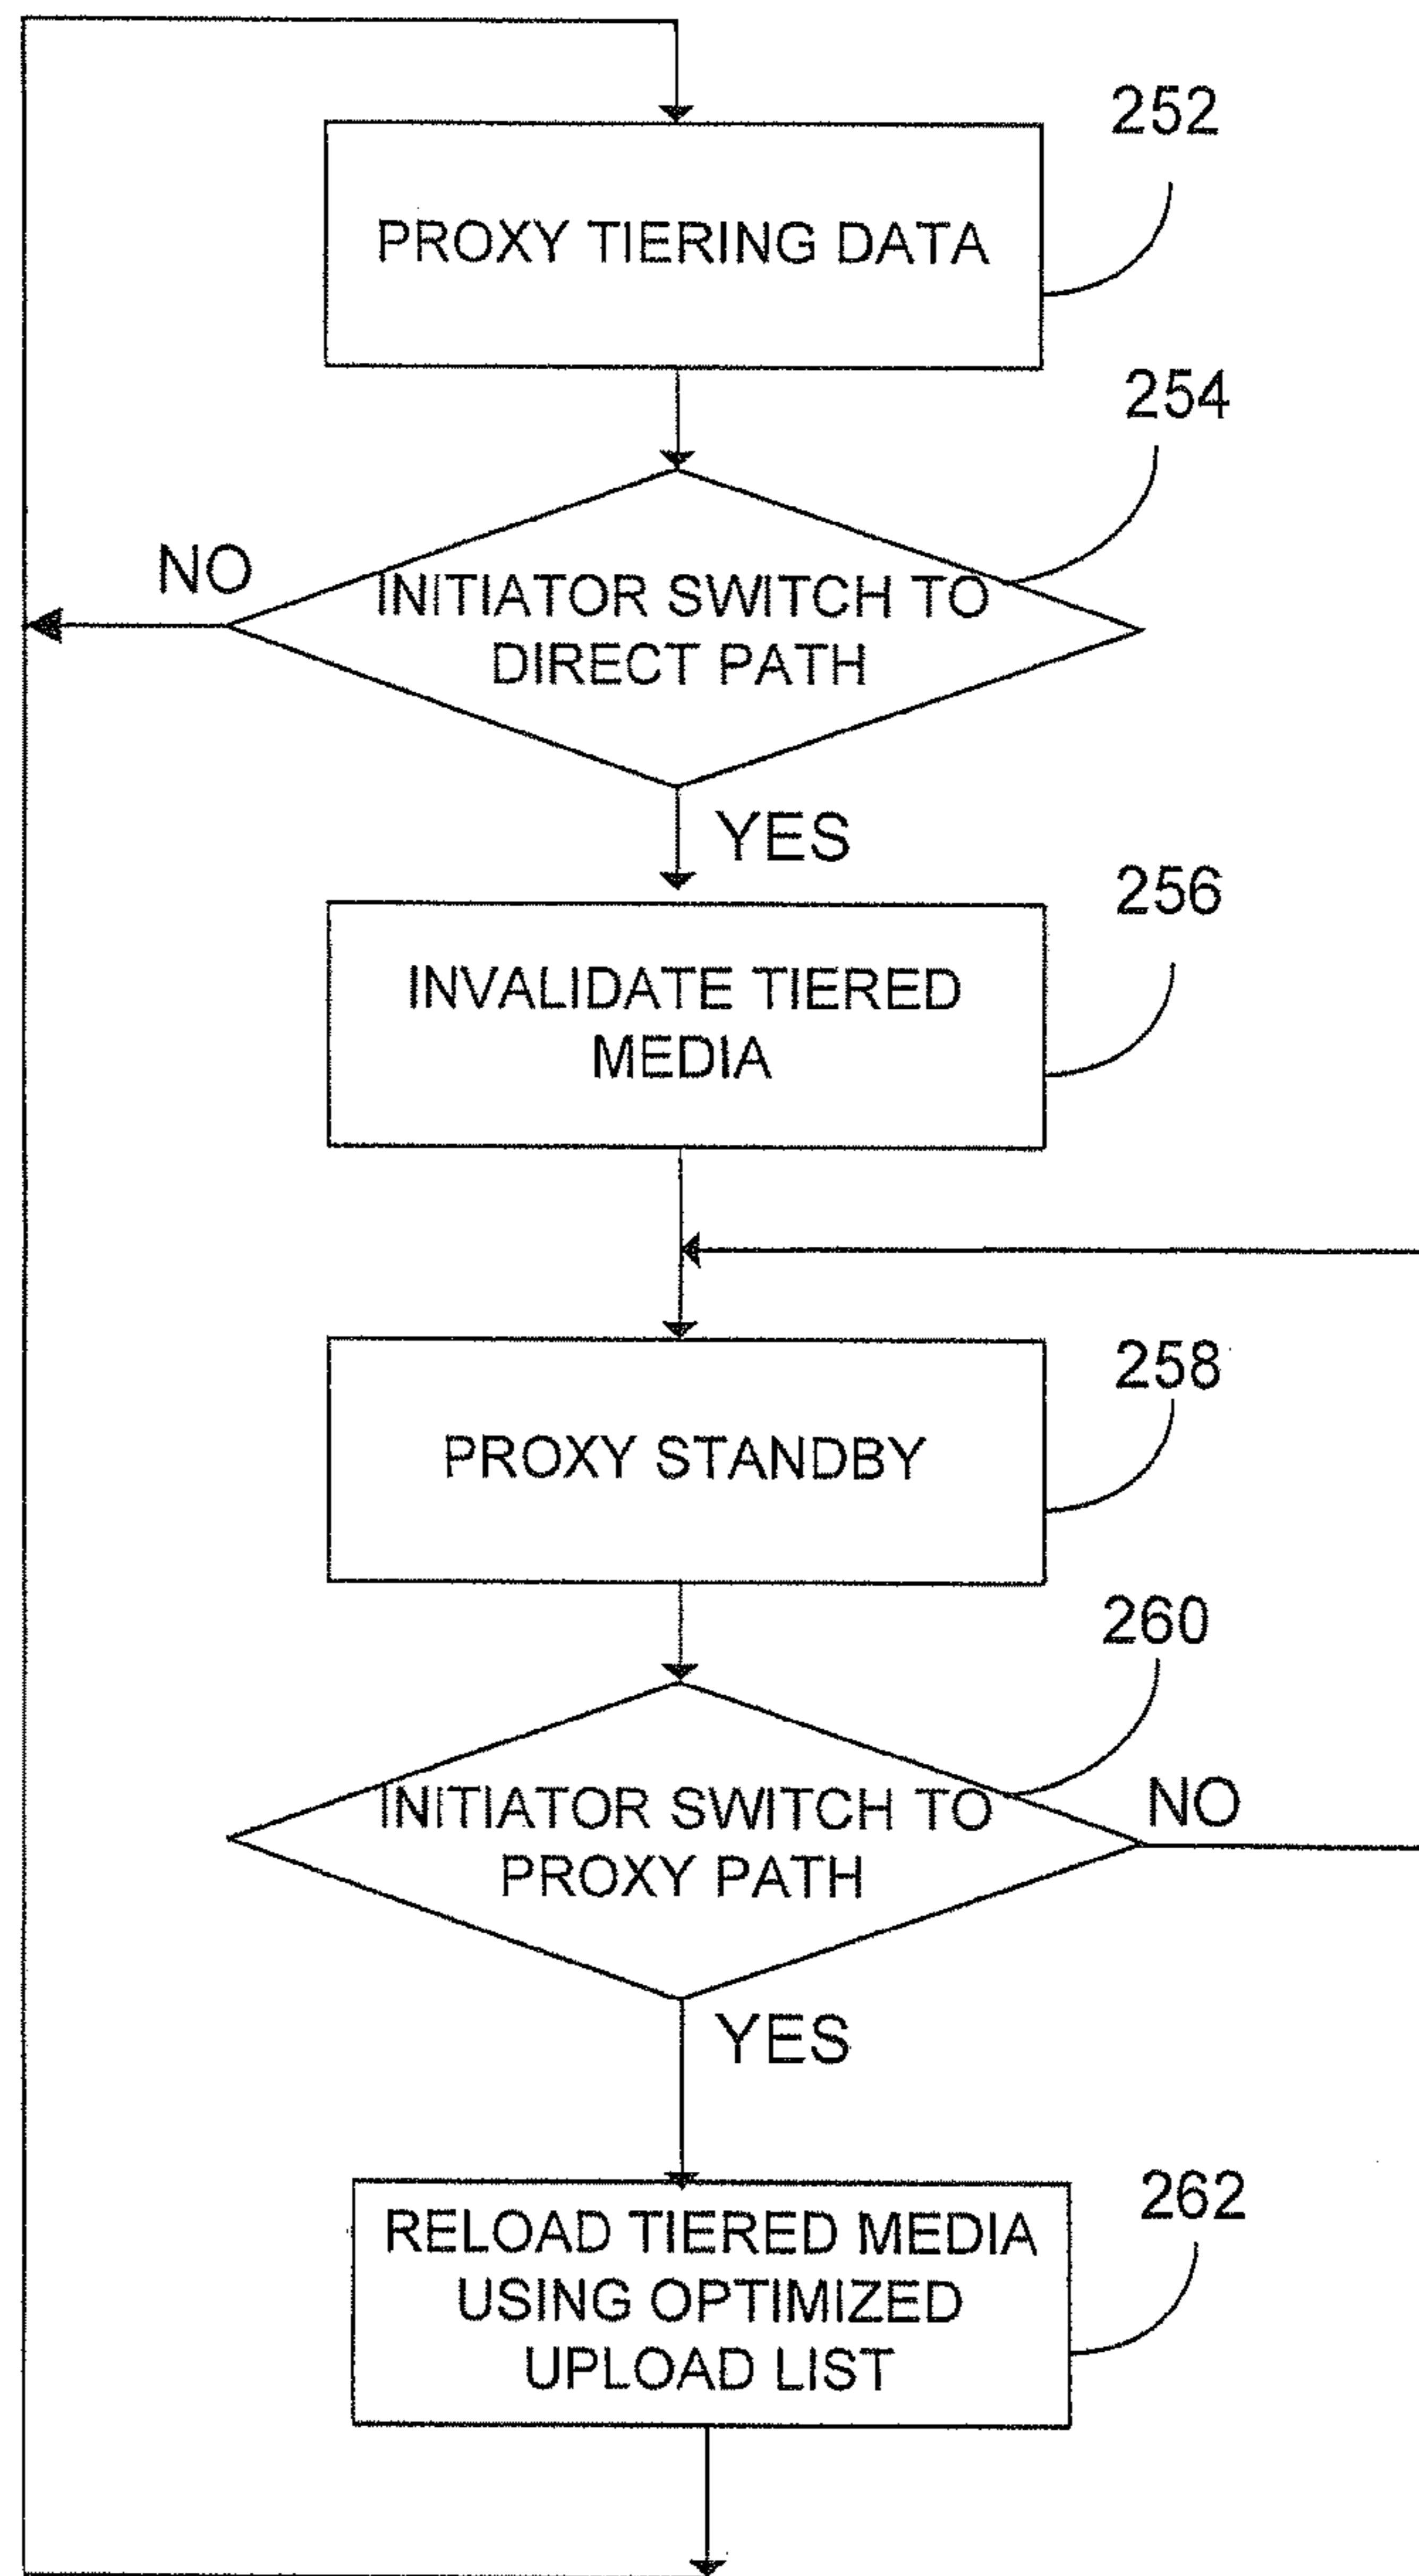 252
PROXY TIERING DATA
254
NO
INITIATOR SWITCH TO
DIRECT PATH
YES
256
INVALIDATE TIERED
MEDIA
258
PROXY STANDBY
260
INITIATOR SWITCH TO
NO
PROXY PATH
YES
262
RELOAD TIERED MEDIA
USING OPTIMIZED
UPLOAD LIST